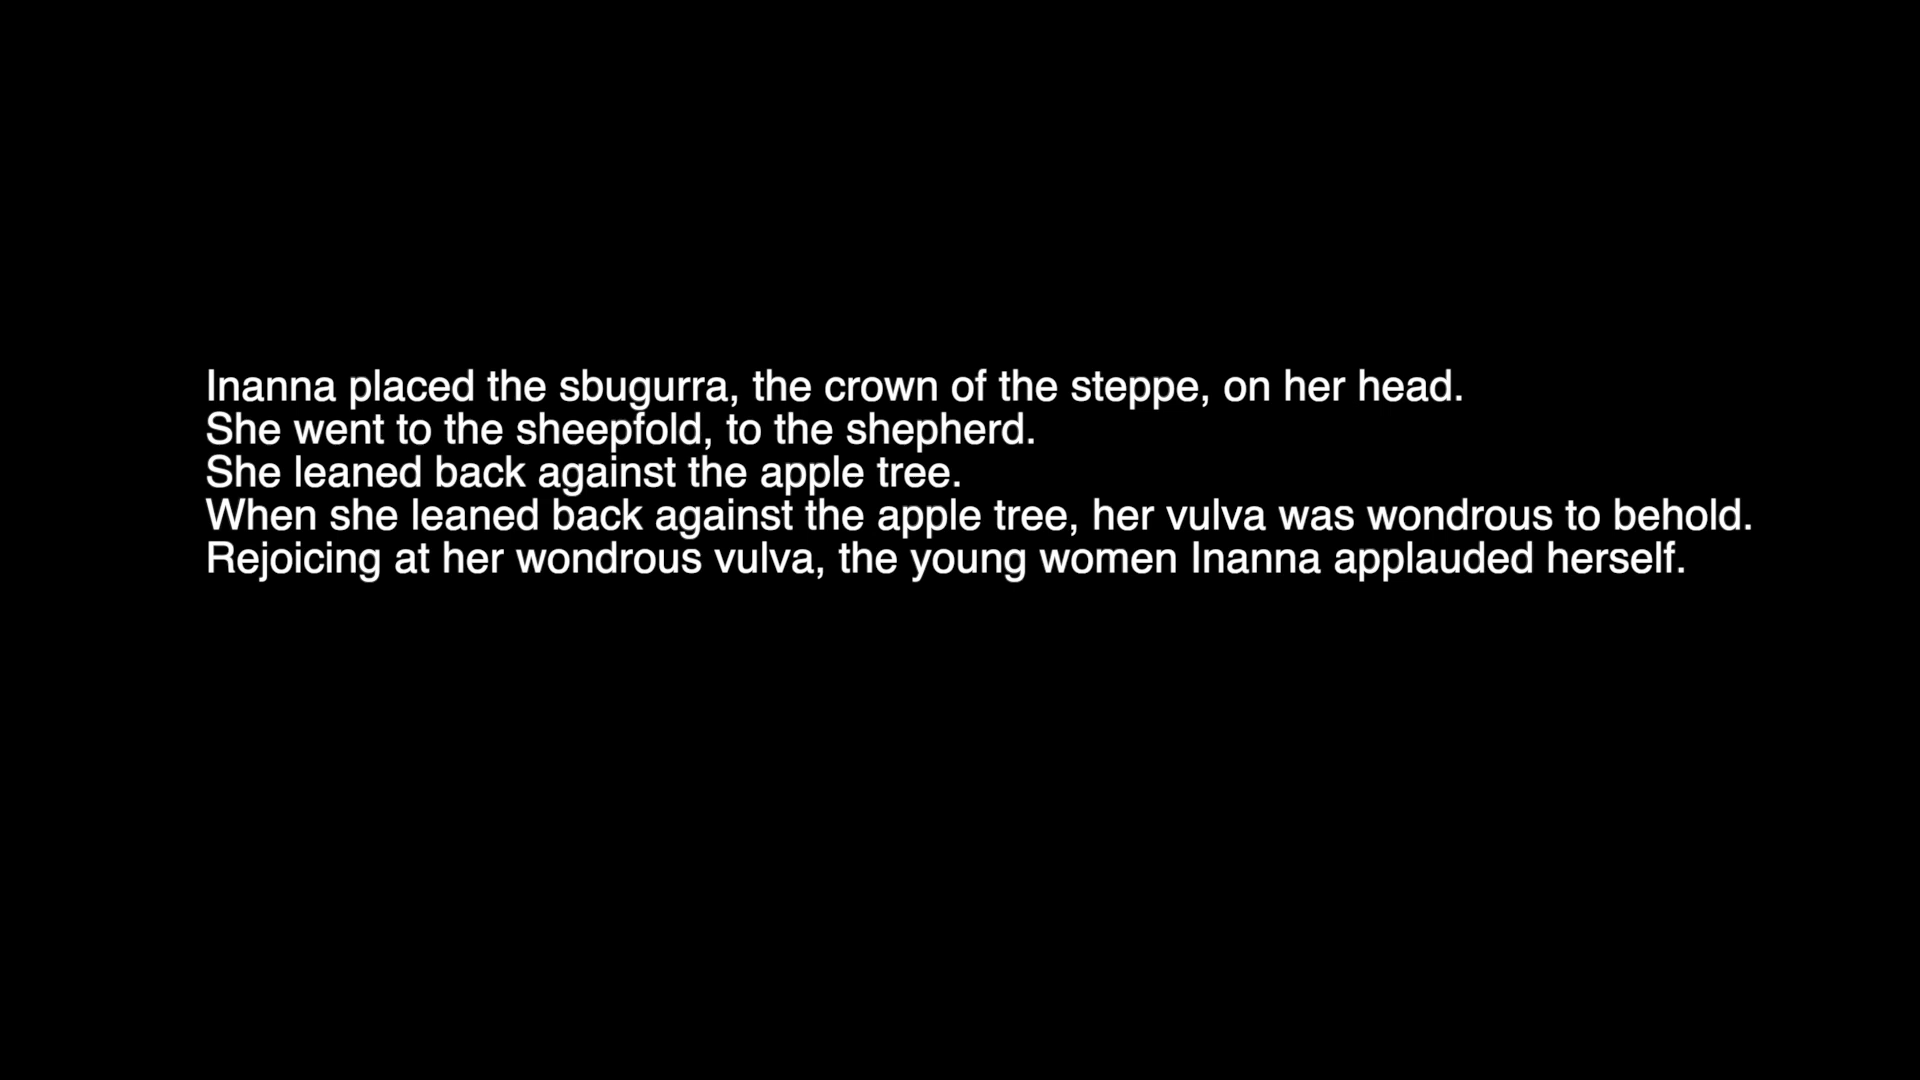 Inanna placed the sbugurra, the crown of the steppe, on her head.
She went to the sheepfold, to the shepherd.
She leaned back against the apple tree.
When she leaned back against the apple tree, her vulva was wondrous to behold.
Rejoicing at her wondrous vulva, the young women Inanna applauded herself.